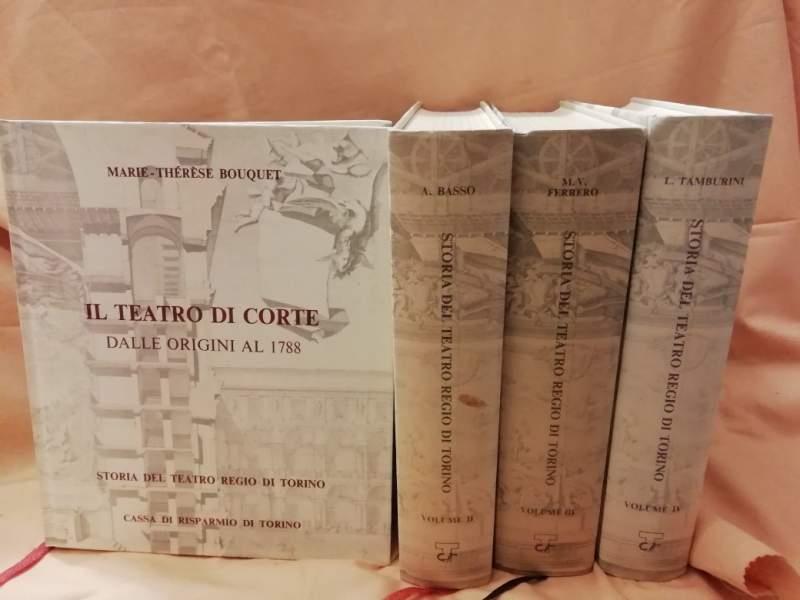 MARIE-THÉRÈSE BOUQUET
IL TEATRO DI CORTE
DALLE ORIGINI AL 1788
STORIA DEL TEATRO REGIO DI TORINO
CASSA DI RISPARMIO DI TORINO
A. BASSO
STORIA DEL TEATRO REGIO DI TORINO
VOLUME II
M. V.
FERRERO
STORIA DEL TEATRO REGIO DI TORINO
VOLUME III
L. TAMBURINI
STORIA DEL TEATRO REGIO DI TORINO
VOLUME IV